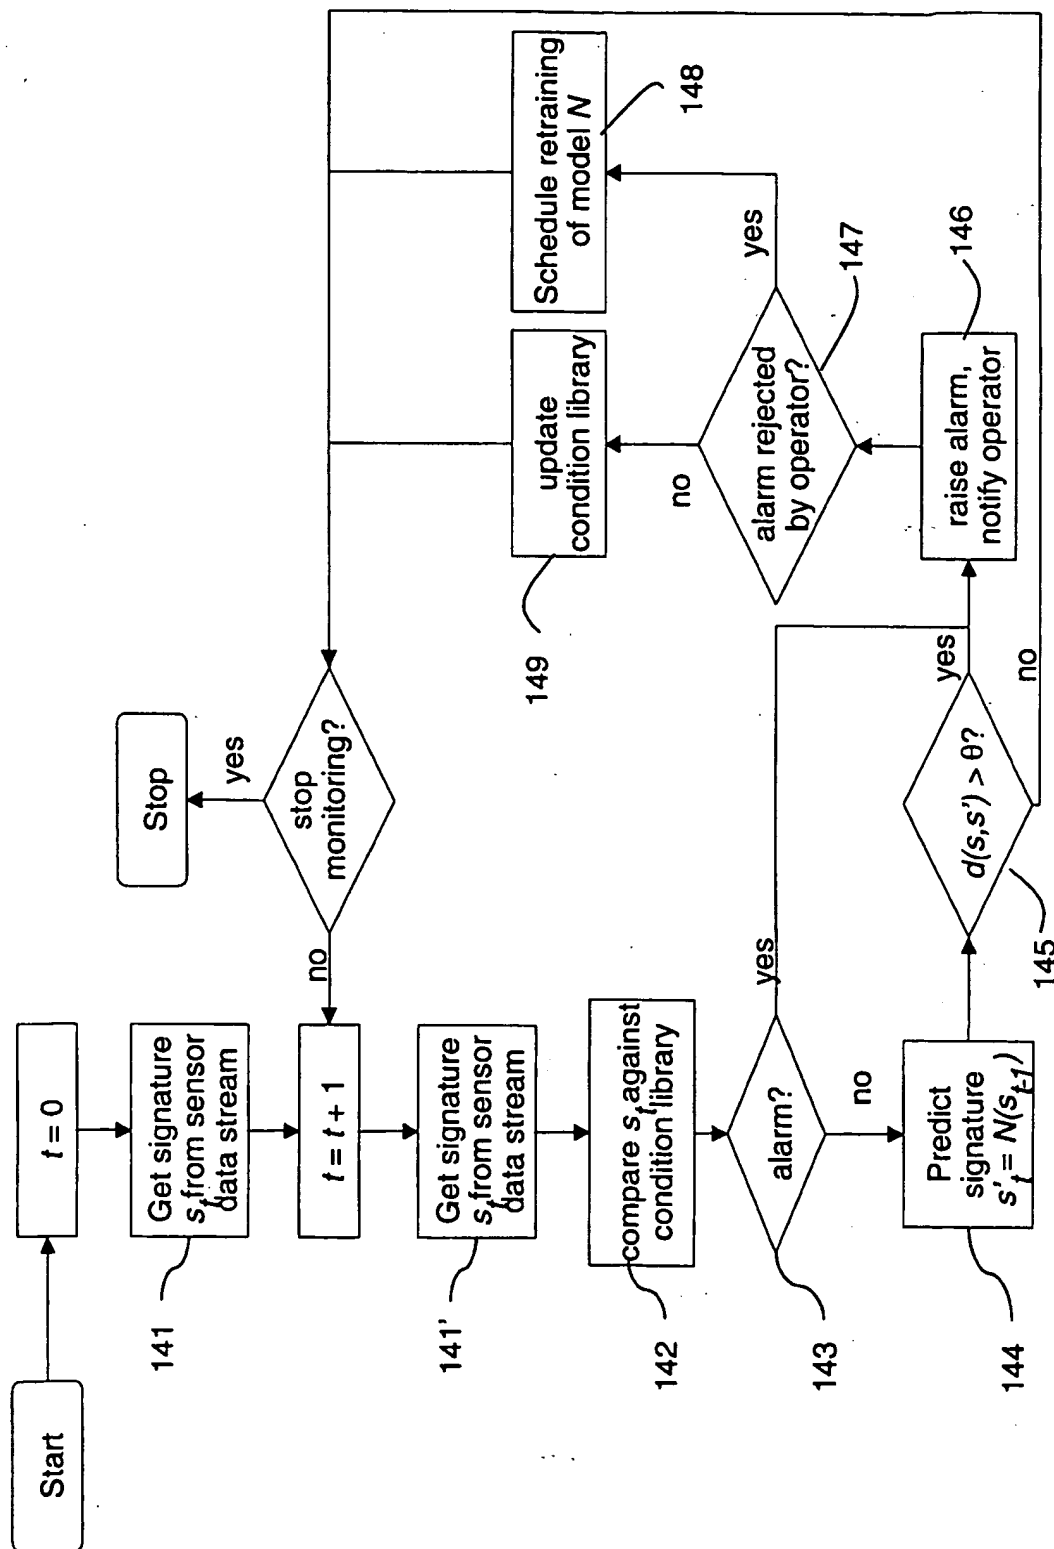 Start
t = 0
Get signature
s_t from sensor
data stream
141
t = t + 1
Get signature
s_t from sensor
data stream
141'
compare s_t against
condition library
142
alarm?
143
yes
no
Predict
signature
s'_t = N(s_{t-1})
144
d(s,s') > θ?
145
yes
no
raise alarm,
notify operator
146
alarm rejected
by operator?
147
no
yes
update
condition library
149
Schedule retraining
of model N
148
stop
monitoring?
no
yes
Stop